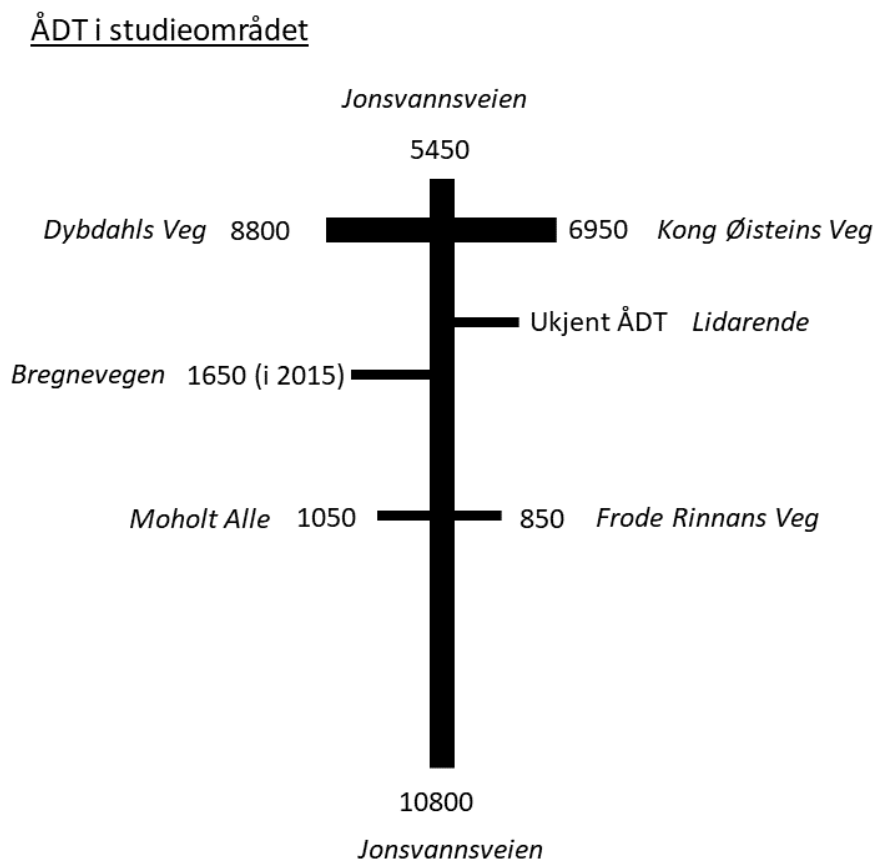 ÅDT i studieområdet
Jonsvannsveien
5450
Dybdahls Veg 8800 6950 Kong Øisteins Veg
Ukjent ÅDT Lidarende
Bregnevegen 1650 (i 2015)
Moholt Alle 1050 850 Frode Rinnans Veg
10800
Jonsvannsveien